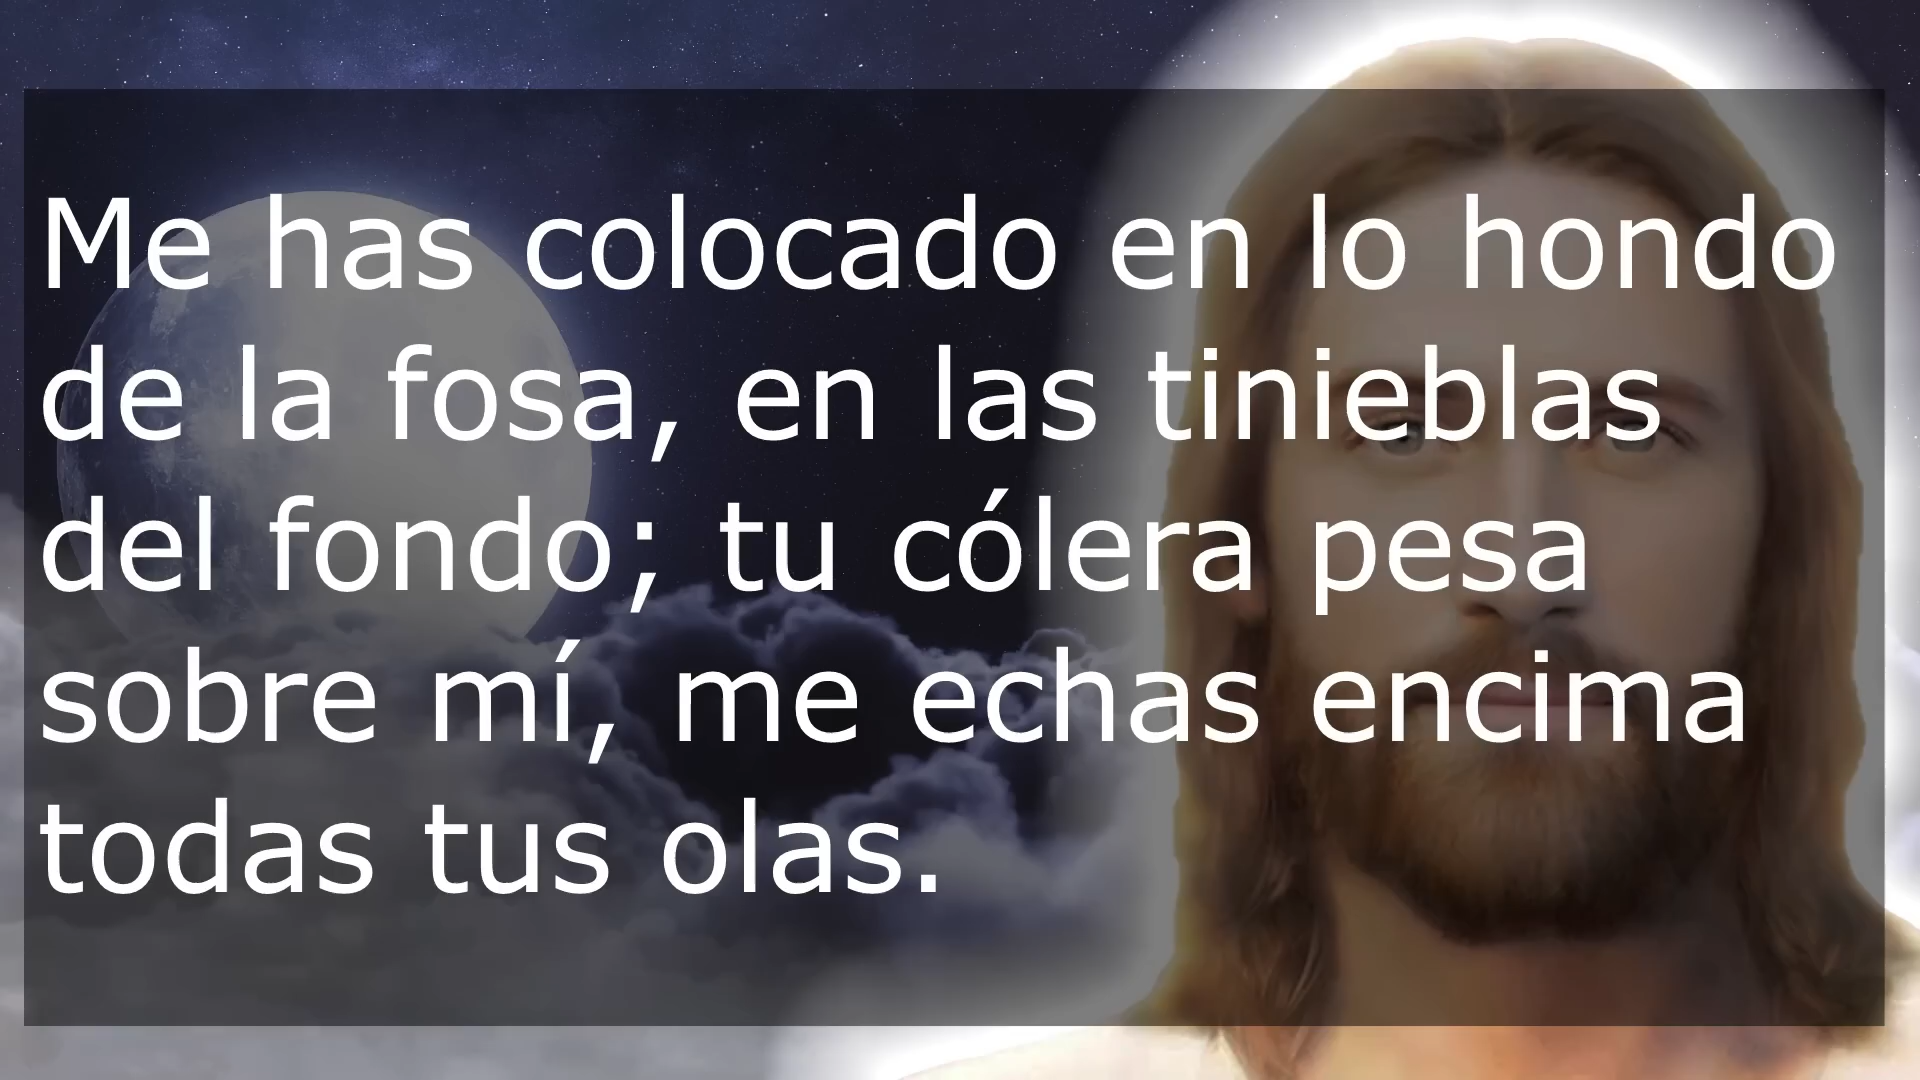 Me has colocado en lo hondo
de la fosa, en las tinieblas
del fondo; tu cólera pesa
sobre mí, me echas encima
todas tus olas.